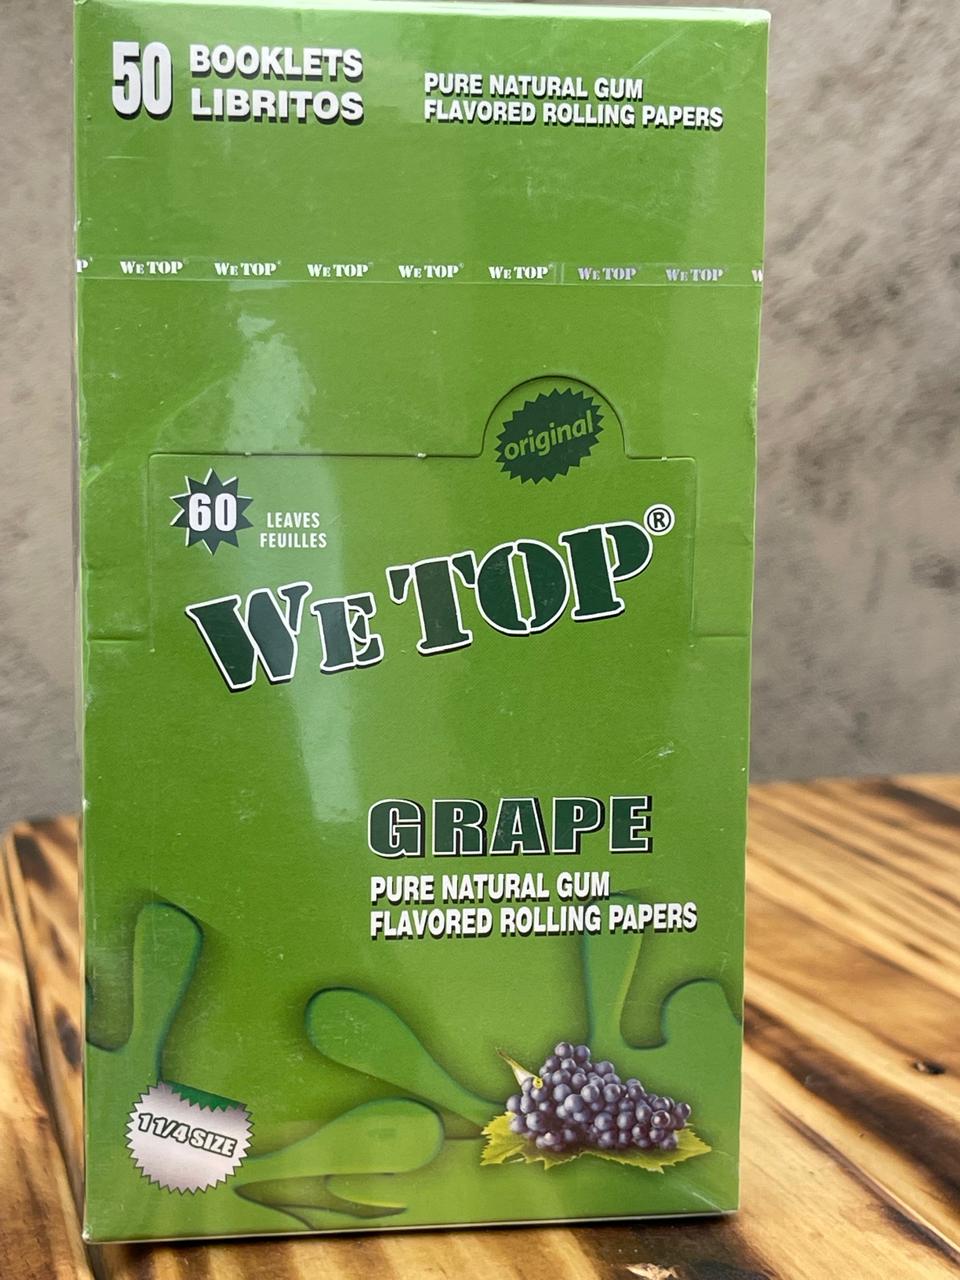 50 BOOKLETS
LIBRITOS
PURE NATURAL GUM
FLAVORED ROLLING PAPERS
WE TOP WE TOP WE TOP WE TOP WE TOP WE TOP WE TOP
original
60 LEAVES
FEUILLES
WE TOP®
GRAPE
PURE NATURAL GUM
FLAVORED ROLLING PAPERS
1 1/4 SIZE